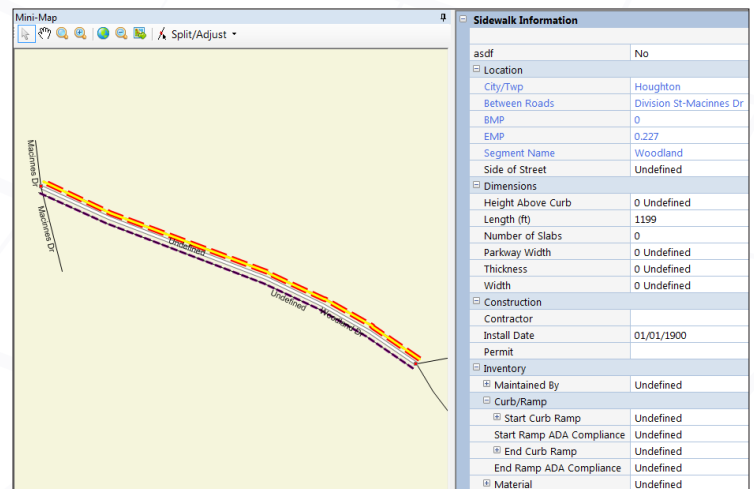 Mini-Map
Split/Adjust
Macinnes Dr
Macinnes Dr
Undefined
Undefined
Woodland Dr
Sidewalk Information
asdf No
Location
City/Twp Houghton
Between Roads Division St-Macinnes Dr
BMP 0
EMP 0.227
Segment Name Woodland
Side of Street Undefined
Dimensions
Height Above Curb 0 Undefined
Length (ft) 1199
Number of Slabs 0
Parkway Width 0 Undefined
Thickness 0 Undefined
Width 0 Undefined
Construction
Contractor
Install Date 01/01/1900
Permit
Inventory
Maintained By Undefined
Curb/Ramp
Start Curb Ramp Undefined
Start Ramp ADA Compliance Undefined
End Curb Ramp Undefined
End Ramp ADA Compliance Undefined
Material Undefined